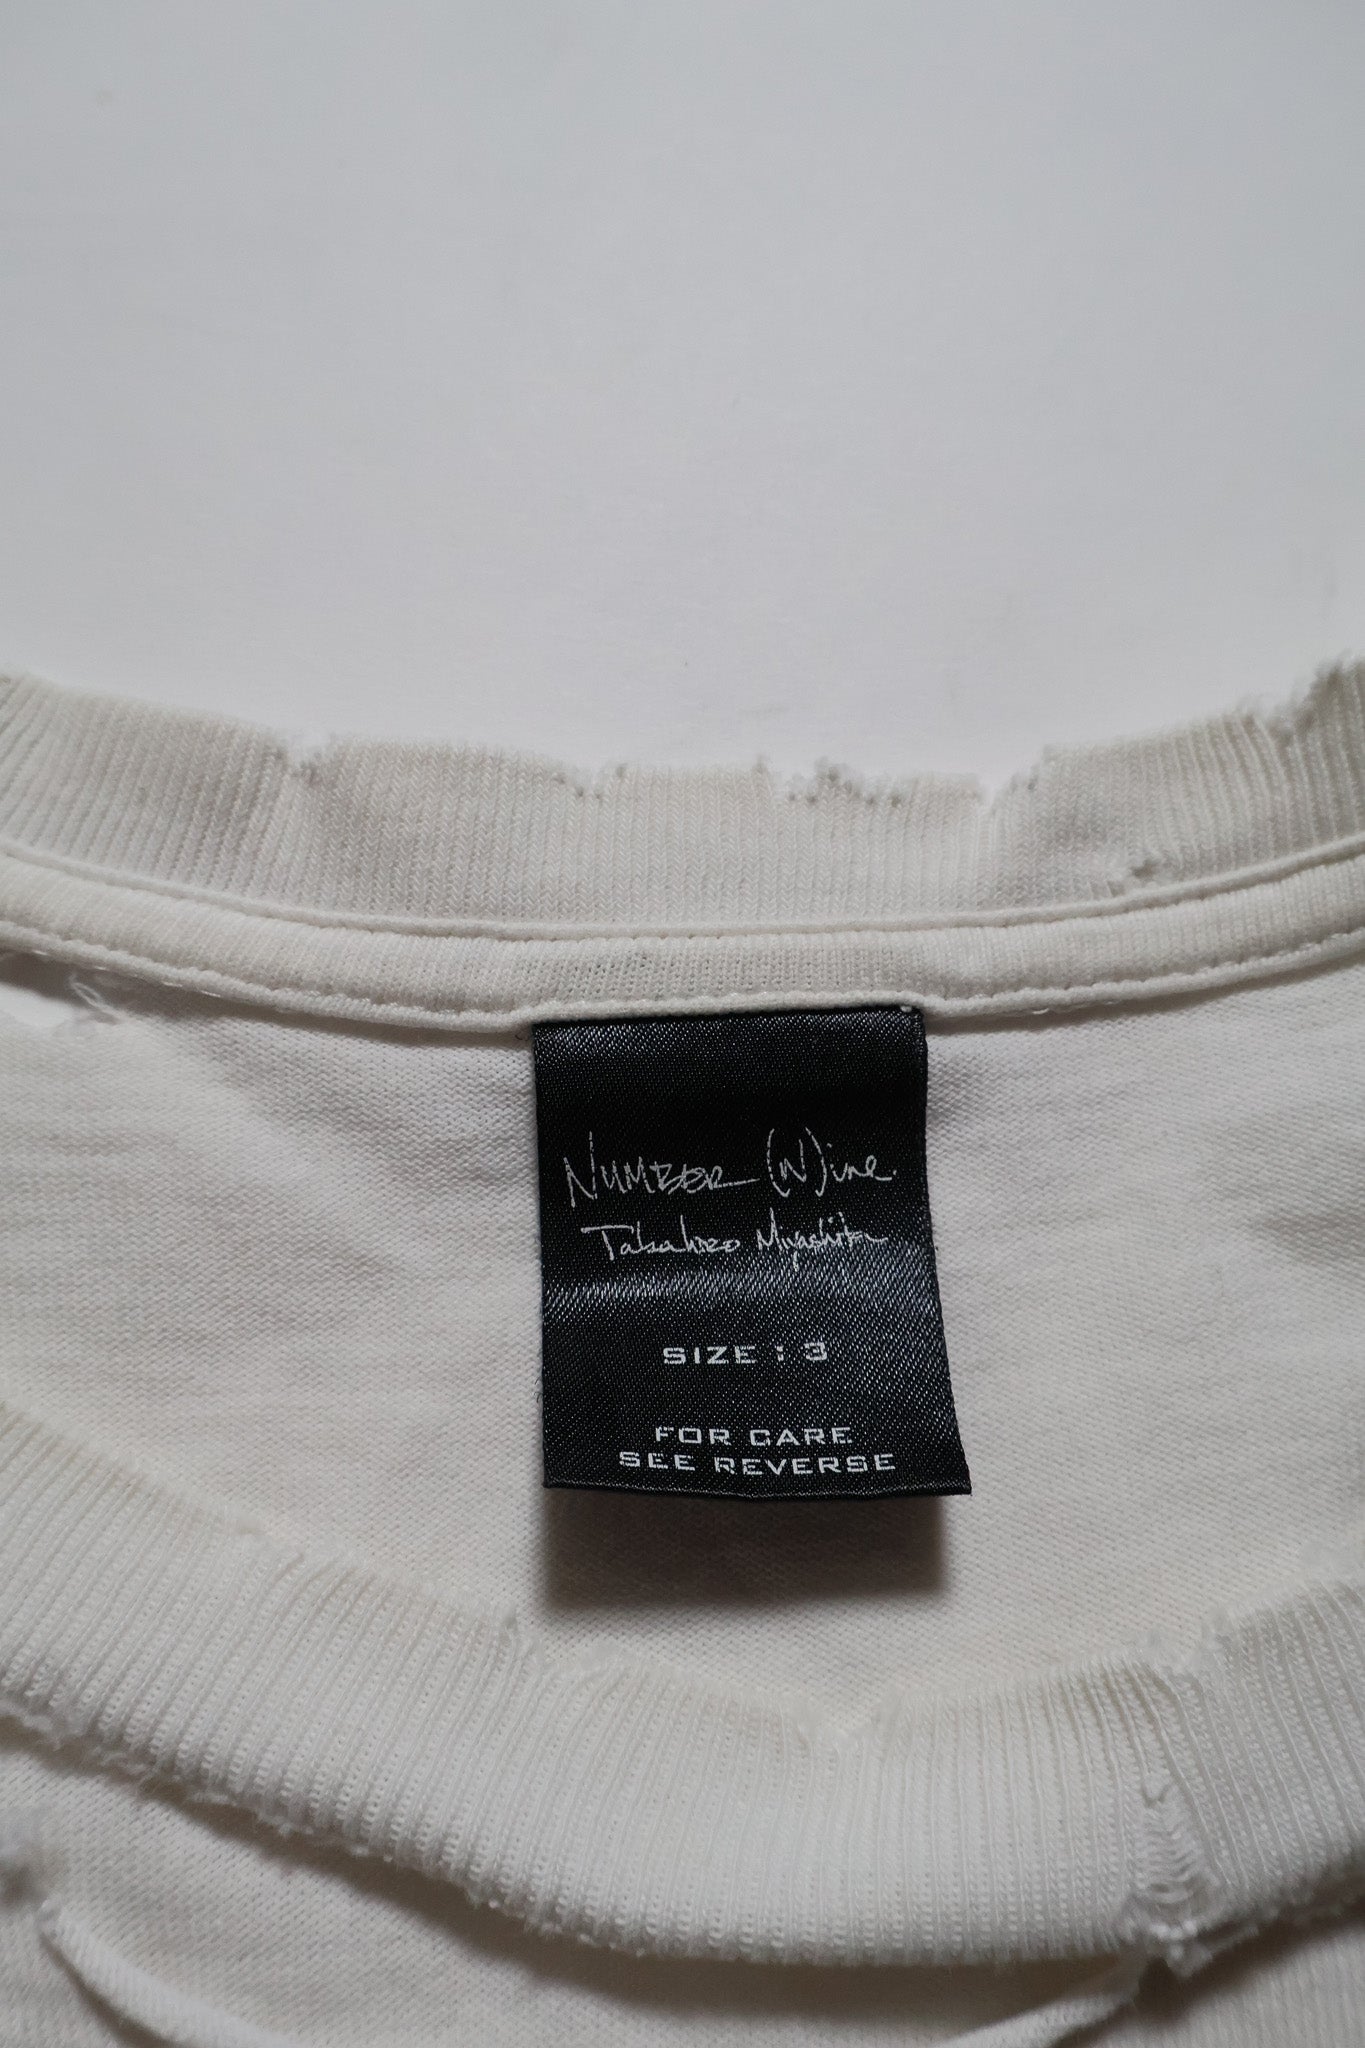 NUMBER (N)ine.
Takahiro Miyashita
SIZE : 3
FOR CARE
SEE REVERSE